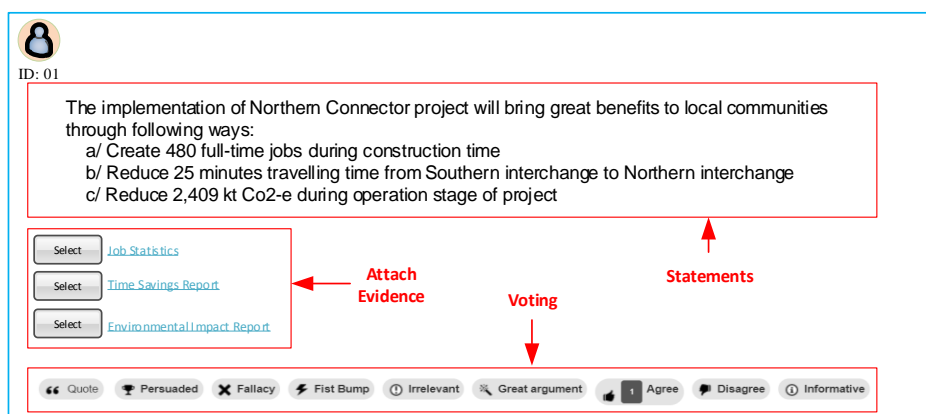 ID: 01
The implementation of Northern Connector project will bring great benefits to local communities
through following ways:
a/ Create 480 full-time jobs during construction time
b/ Reduce 25 minutes travelling time from Southern interchange to Northern interchange
c/ Reduce 2,409 kt Co2-e during operation stage of project
Select Job Statistics
Select Time Savings Report
Select Environmental Impact Report
Attach
Evidence
Statements
Voting
Quote Persuaded Fallacy Fist Bump Irrelevant Great argument 1 Agree Disagree Informative